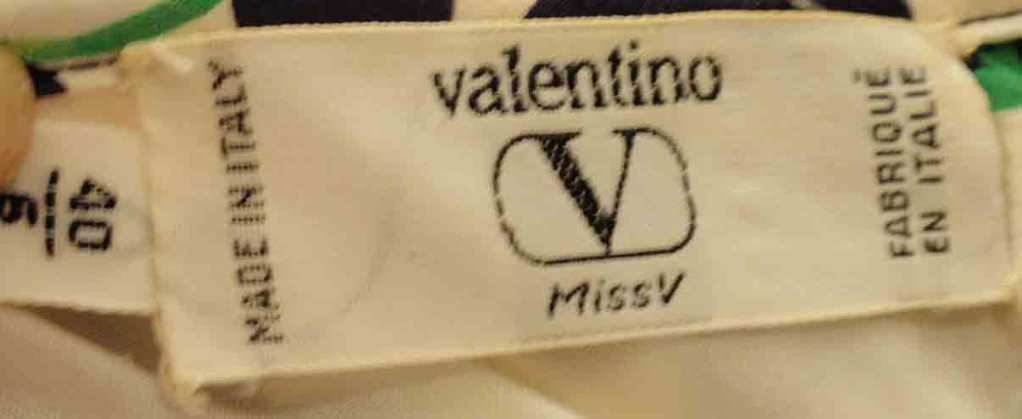 valentino
V
MissV
MADE IN ITALY
FABRIQUÉ
EN ITALIE
40
6